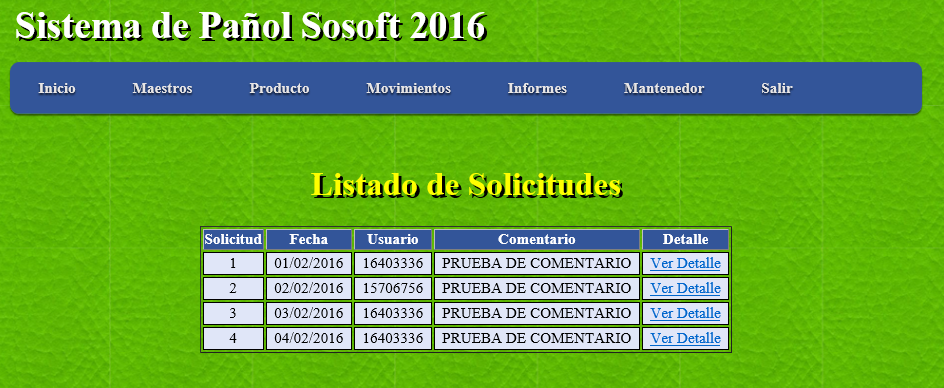 Sistema de Pañol Sosoft 2016
Inicio Maestros Producto Movimientos Informes Mantenedor Salir
Listado de Solicitudes
Solicitud Fecha Usuario Comentario Detalle
1 01/02/2016 16403336 PRUEBA DE COMENTARIO Ver Detalle
2 02/02/2016 15706756 PRUEBA DE COMENTARIO Ver Detalle
3 03/02/2016 16403336 PRUEBA DE COMENTARIO Ver Detalle
4 04/02/2016 16403336 PRUEBA DE COMENTARIO Ver Detalle